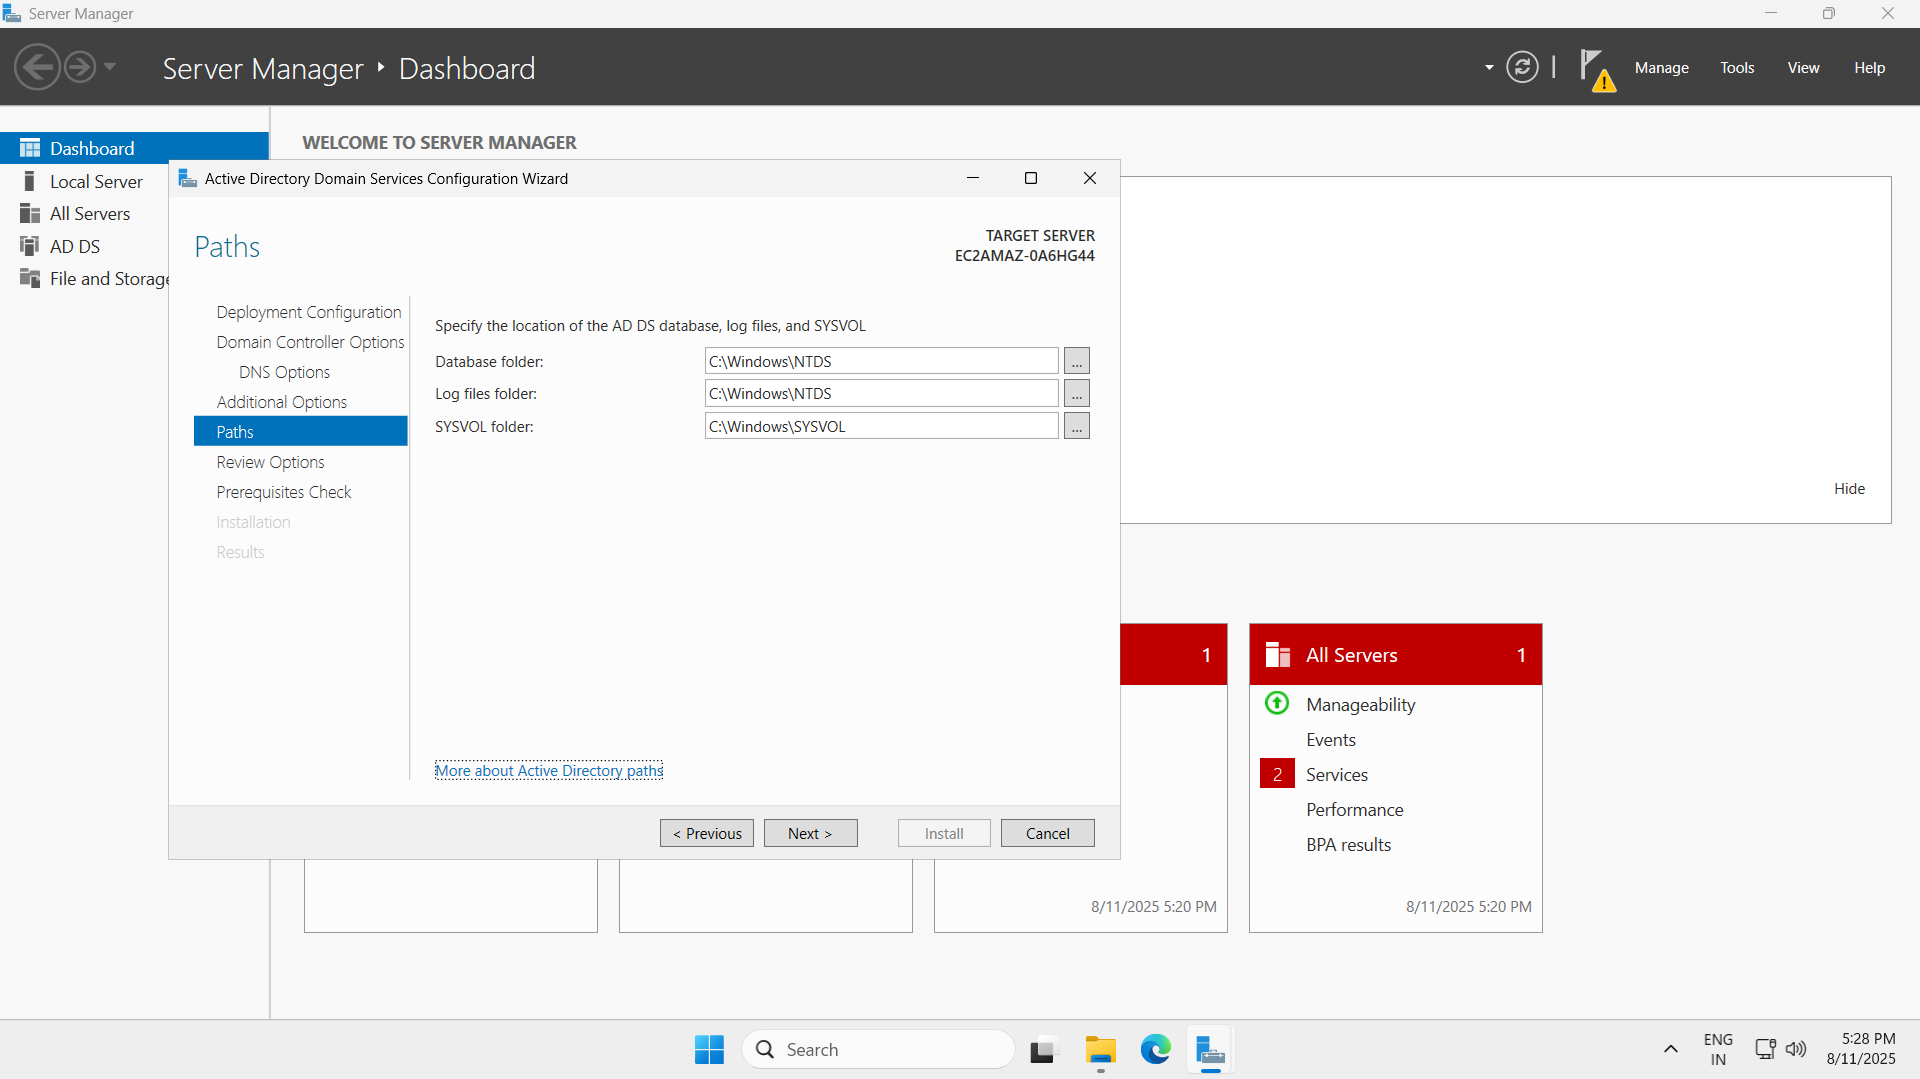 Server Manager
Server Manager ‣ Dashboard
Manage Tools View Help
Dashboard
Local Server
All Servers
AD DS
File and Storage
WELCOME TO SERVER MANAGER
Active Directory Domain Services Configuration Wizard
Paths
TARGET SERVER
EC2AMAZ-0A6HG44
Deployment Configuration
Domain Controller Options
DNS Options
Additional Options
Paths
Review Options
Prerequisites Check
Installation
Results
Specify the location of the AD DS database, log files, and SYSVOL
Database folder: C:\Windows\NTDS ...
Log files folder: C:\Windows\NTDS ...
SYSVOL folder: C:\Windows\SYSVOL ...
More about Active Directory paths
< Previous Next > Install Cancel
Hide
1
8/11/2025 5:20 PM
All Servers 1
Manageability
Events
2 Services
Performance
BPA results
8/11/2025 5:20 PM
Search
ENG
IN
5:28 PM
8/11/2025